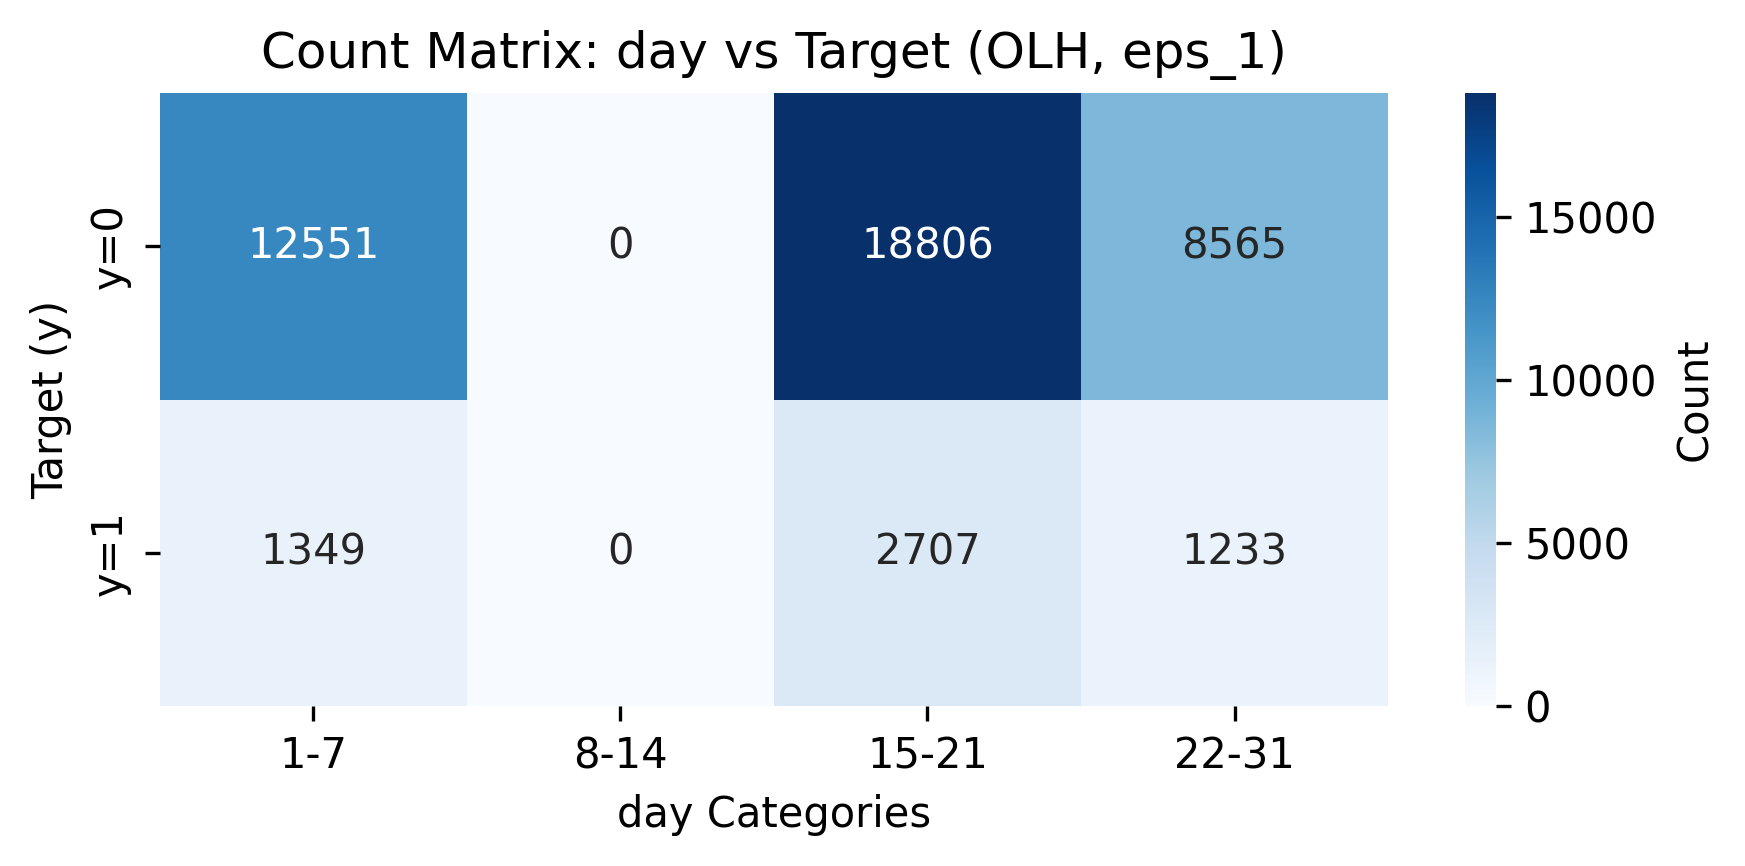 Count Matrix: day vs Target (OLH, eps_1)
Target (y)
y=0
12551 0 18806 8565
y=1
1349 0 2707 1233
1-7 8-14 15-21 22-31
day Categories
15000
10000
5000
0
Count